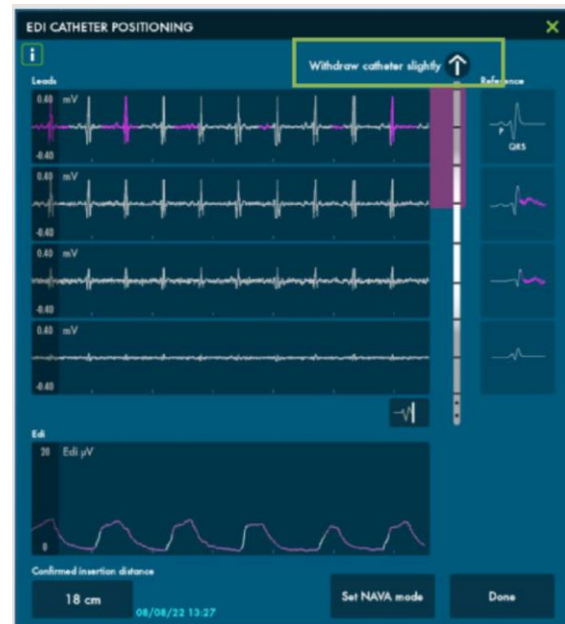 EDI CATHETER POSITIONING
i
Withdraw catheter slightly
Leads
Reference
0.40 mV
-0.40
P
QRS
0.40 mV
-0.40
0.40 mV
-0.40
0.40 mV
-0.40
Edi
20 Edi µV
0
Confirmed insertion distance
18 cm
08/08/22 13:27
Set NAVA mode
Done